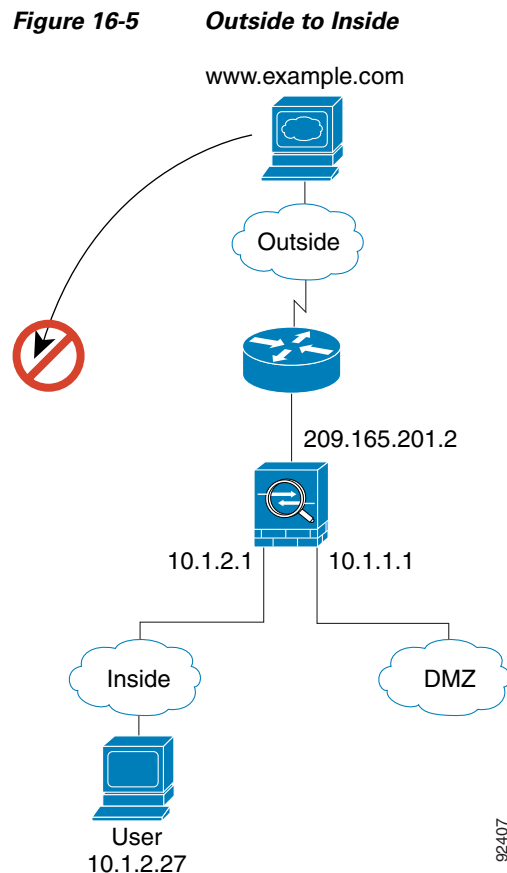 Figure 16-5 Outside to Inside
www.example.com
Outside
209.165.201.2
10.1.2.1 10.1.1.1
Inside DMZ
User
10.1.2.27
92407